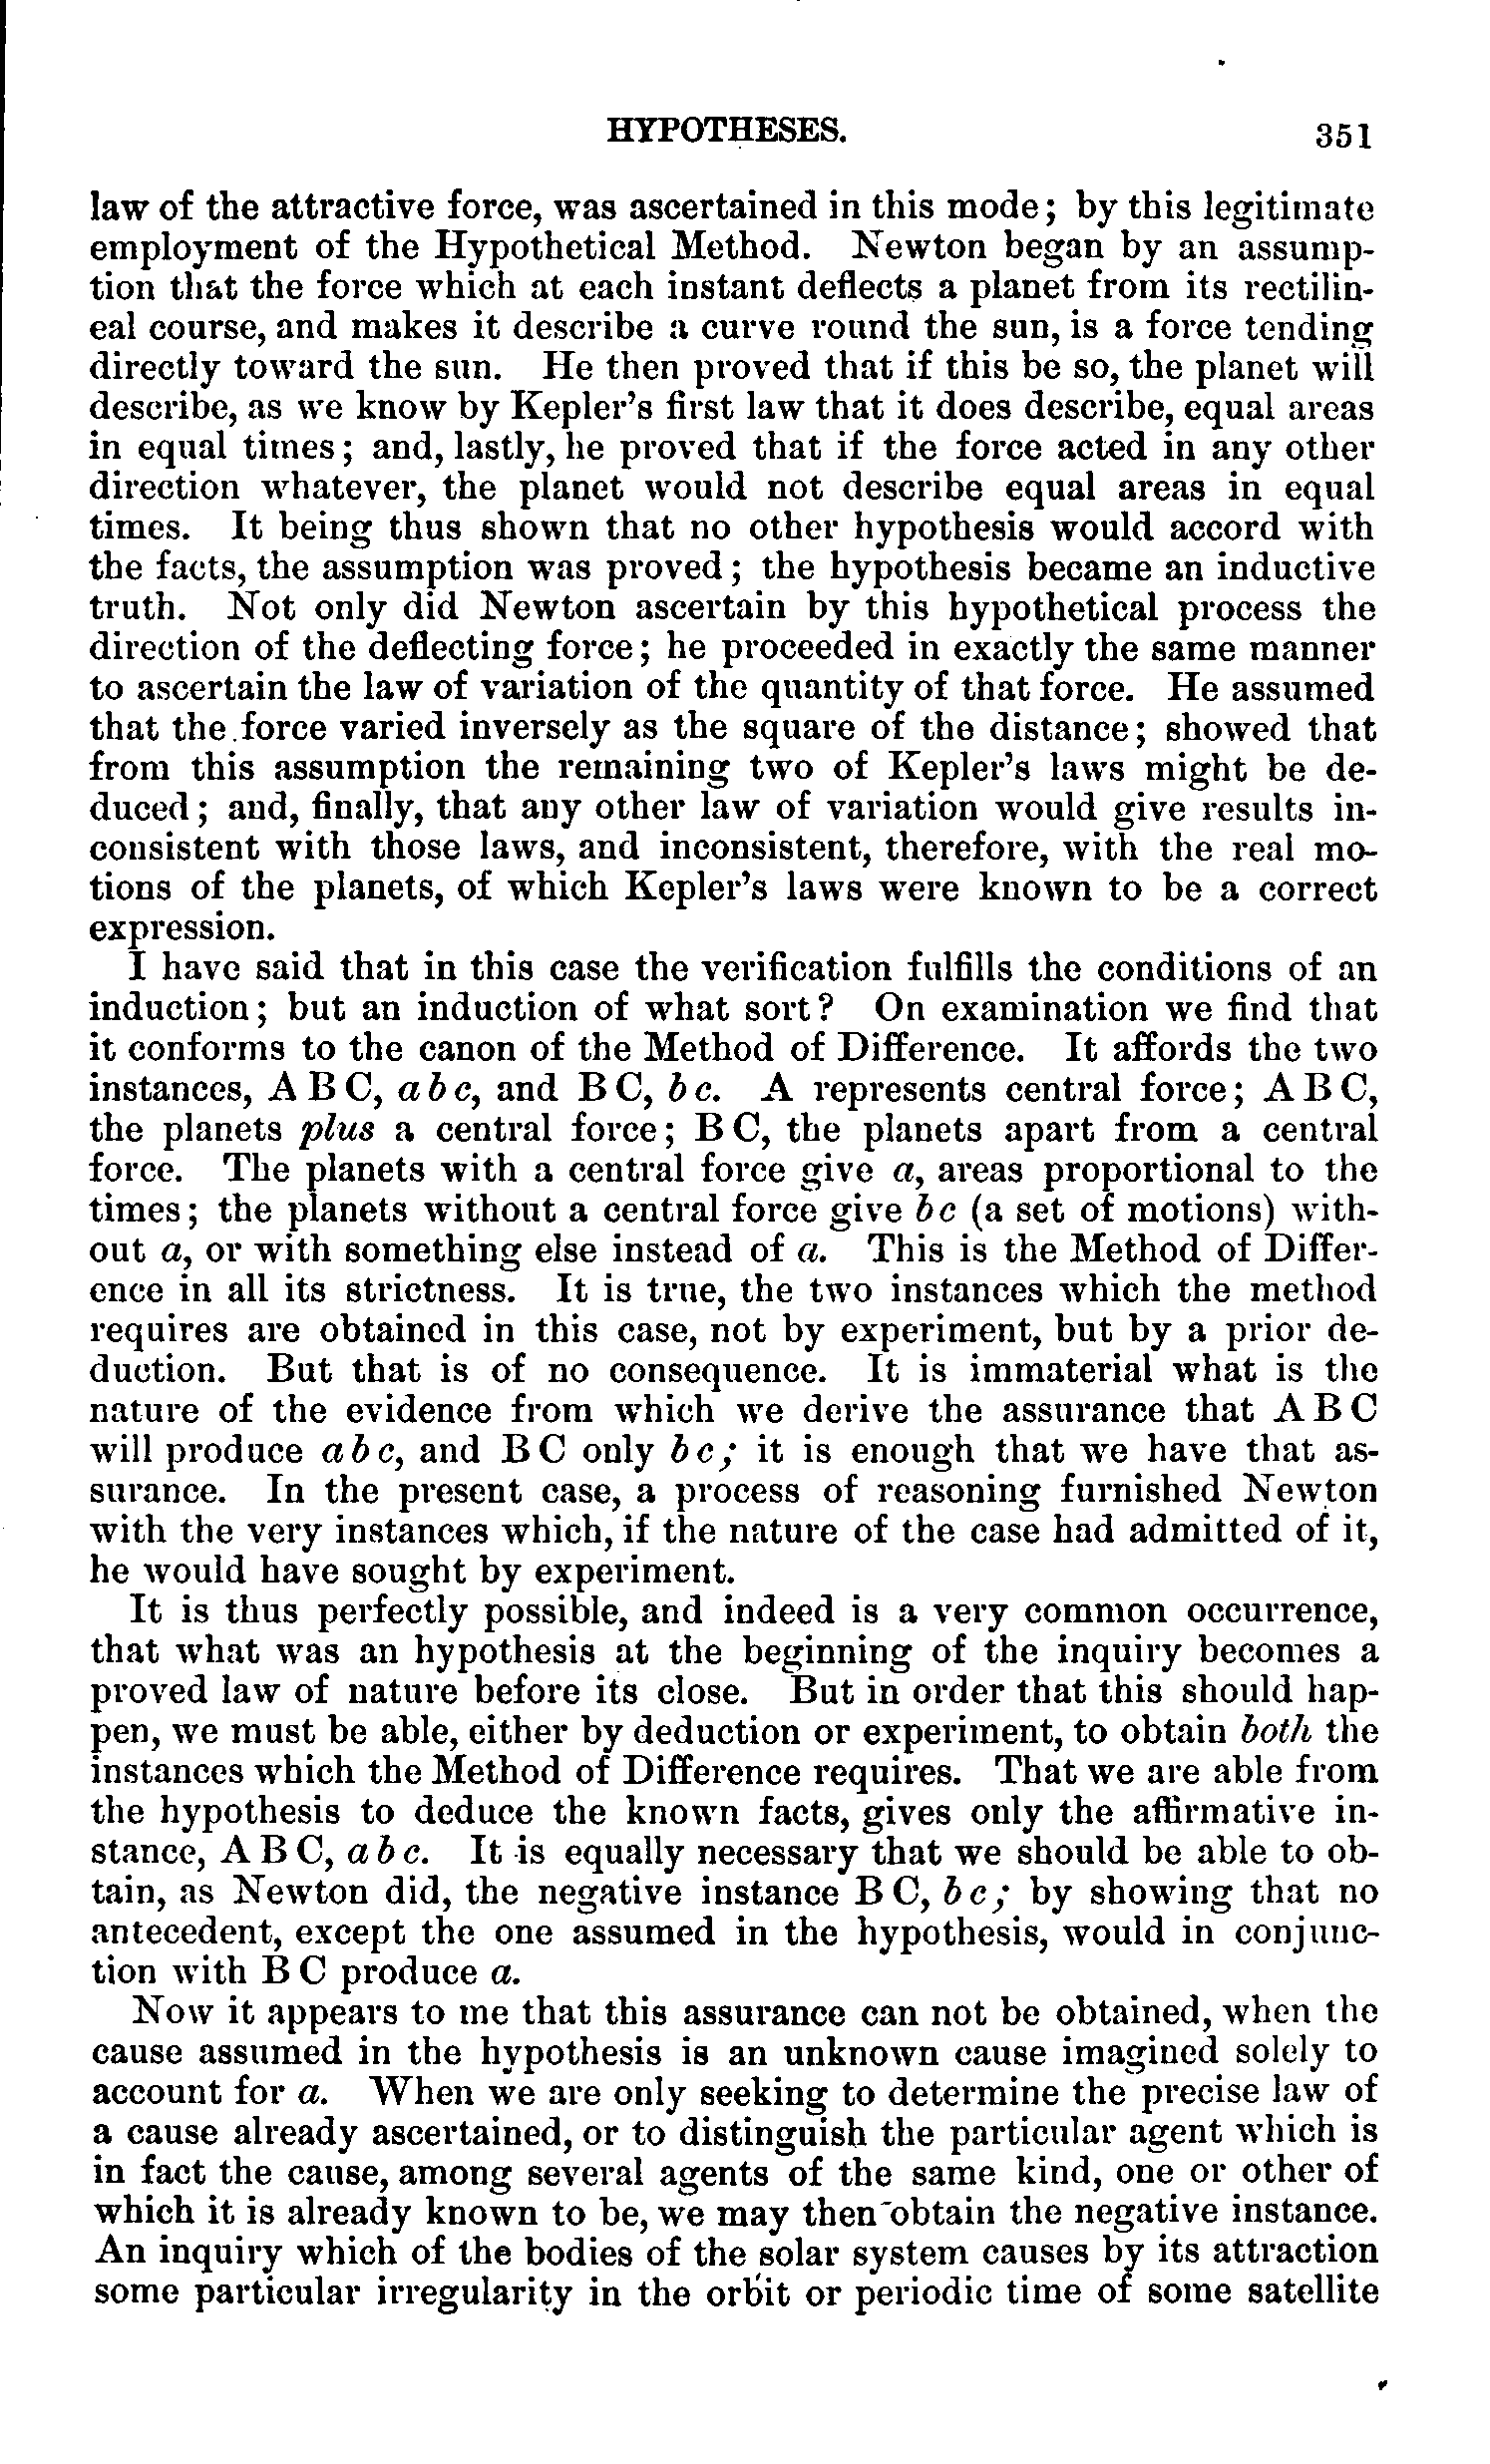 HYPOTHESES. 351
law of the attractive force, was ascertained in this mode; by this legitimate
employment of the Hypothetical Method. Newton began by an assump-
tion that the force which at each instant deflects a planet from its rectilin-
eal course, and makes it describe a curve round the sun, is a force tending
directly toward the sun. He then proved that if this be so, the planet will
describe, as we know by Kepler's first law that it does describe, equal areas
in equal times; and, lastly, he proved that if the force acted in any other
direction whatever, the planet would not describe equal areas in equal
times. It being thus shown that no other hypothesis would accord with
the facts, the assumption was proved; the hypothesis became an inductive
truth. Not only did Newton ascertain by this hypothetical process the
direction of the deflecting force; he proceeded in exactly the same manner
to ascertain the law of variation of the quantity of that force. He assumed
that the force varied inversely as the square of the distance; showed that
from this assumption the remaining two of Kepler's laws might be de-
duced; and, finally, that any other law of variation would give results in-
consistent with those laws, and inconsistent, therefore, with the real mo-
tions of the planets, of which Kepler's laws were known to be a correct
expression.
I have said that in this case the verification fulfills the conditions of an
induction; but an induction of what sort? On examination we find that
it conforms to the canon of the Method of Difference. It affords the two
instances, A B C, a b c, and B C, b c. A represents central force; A B C,
the planets plus a central force; B C, the planets apart from a central
force. The planets with a central force give a, areas proportional to the
times; the planets without a central force give b c (a set of motions) with-
out a, or with something else instead of a. This is the Method of Differ-
ence in all its strictness. It is true, the two instances which the method
requires are obtained in this case, not by experiment, but by a prior de-
duction. But that is of no consequence. It is immaterial what is the
nature of the evidence from which we derive the assurance that A B C
will produce a b c, and B C only b c; it is enough that we have that as-
surance. In the present case, a process of reasoning furnished Newton
with the very instances which, if the nature of the case had admitted of it,
he would have sought by experiment.
It is thus perfectly possible, and indeed is a very common occurrence,
that what was an hypothesis at the beginning of the inquiry becomes a
proved law of nature before its close. But in order that this should hap-
pen, we must be able, either by deduction or experiment, to obtain both the
instances which the Method of Difference requires. That we are able from
the hypothesis to deduce the known facts, gives only the affirmative in-
stance, A B C, a b c. It is equally necessary that we should be able to ob-
tain, as Newton did, the negative instance B C, b c; by showing that no
antecedent, except the one assumed in the hypothesis, would in conjunc-
tion with B C produce a.
Now it appears to me that this assurance can not be obtained, when the
cause assumed in the hypothesis is an unknown cause imagined solely to
account for a. When we are only seeking to determine the precise law of
a cause already ascertained, or to distinguish the particular agent which is
in fact the cause, among several agents of the same kind, one or other of
which it is already known to be, we may then obtain the negative instance.
An inquiry which of the bodies of the solar system causes by its attraction
some particular irregularity in the orbit or periodic time of some satellite